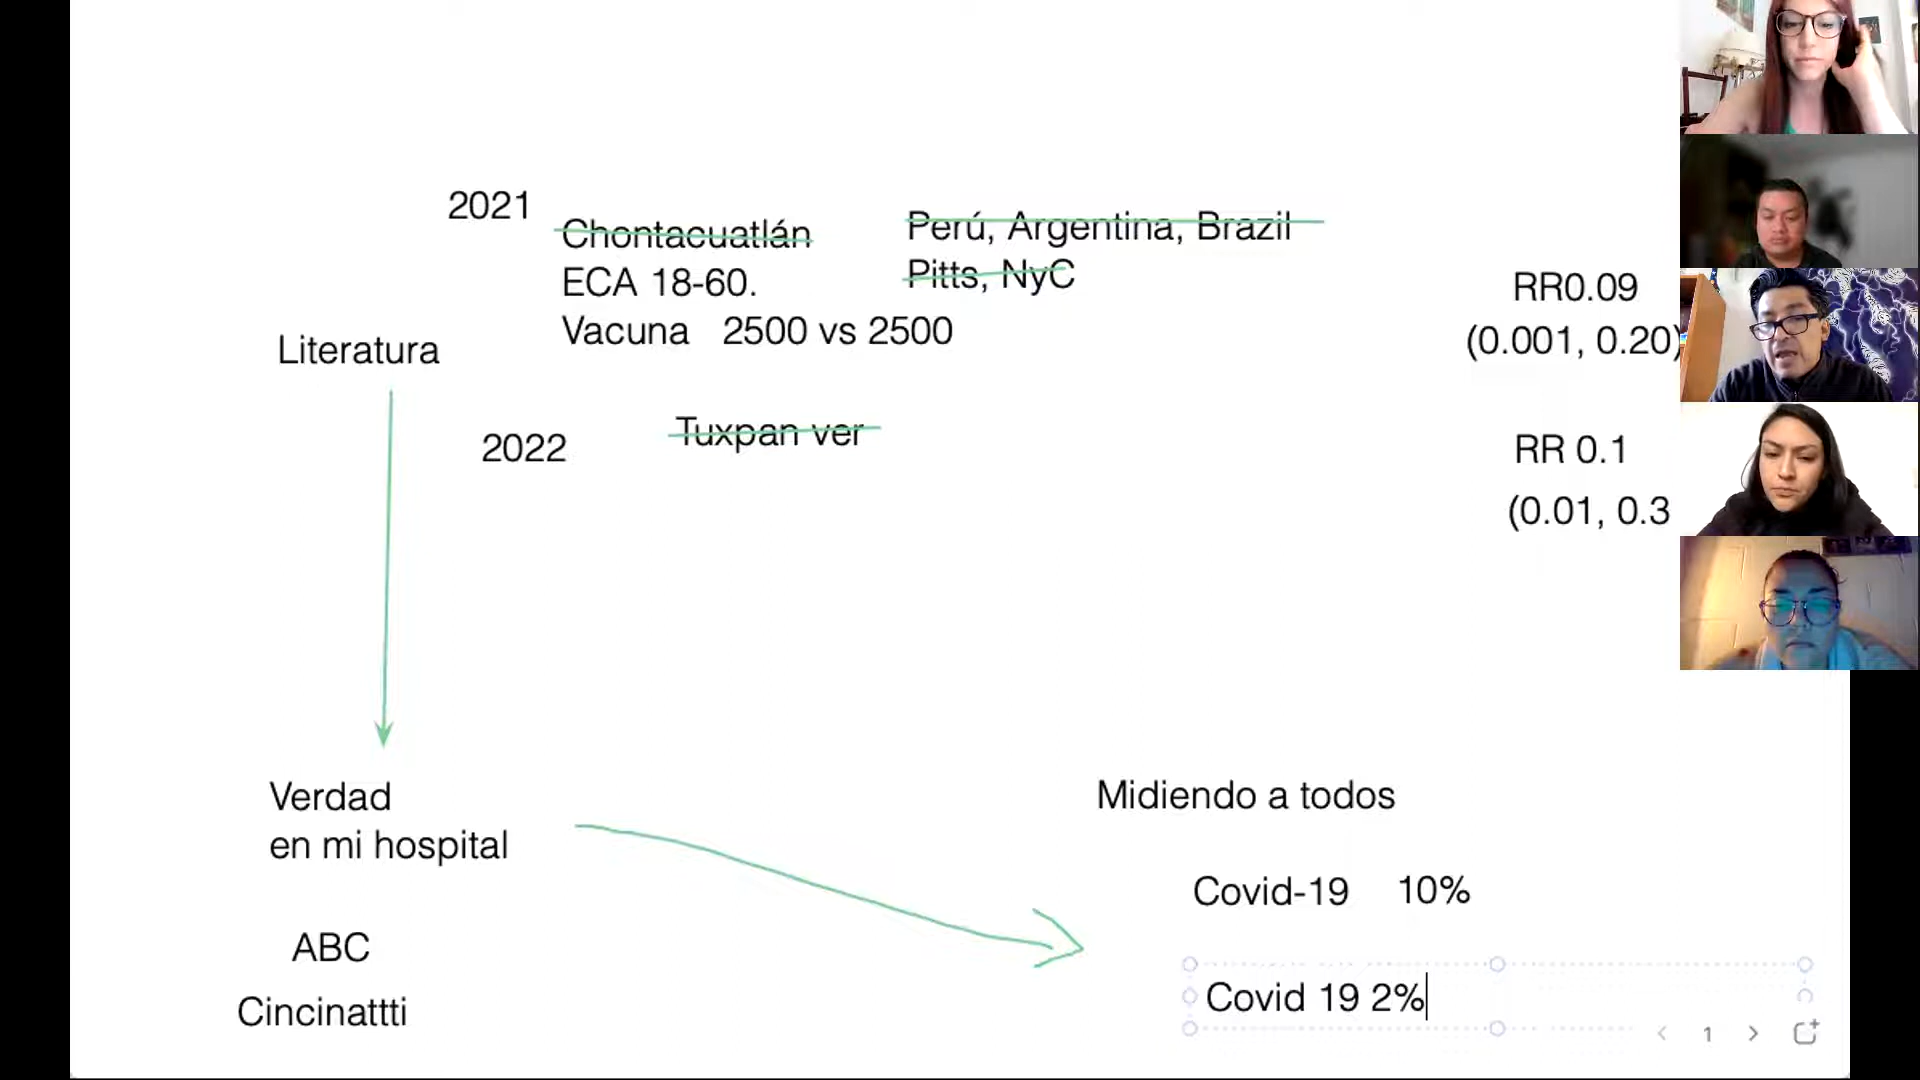 2021
Chontacuatlán
Perú, Argentina, Brazil
Pitts, NyC
ECA 18-60.
Vacuna 2500 vs 2500
RR0.09
(0.001, 0.20)
Literatura
2022
Tuxpan ver
RR 0.1
(0.01, 0.3
Verdad
en mi hospital
ABC
Cincinattti
Midiendo a todos
Covid-19 10%
Covid 19 2%
1